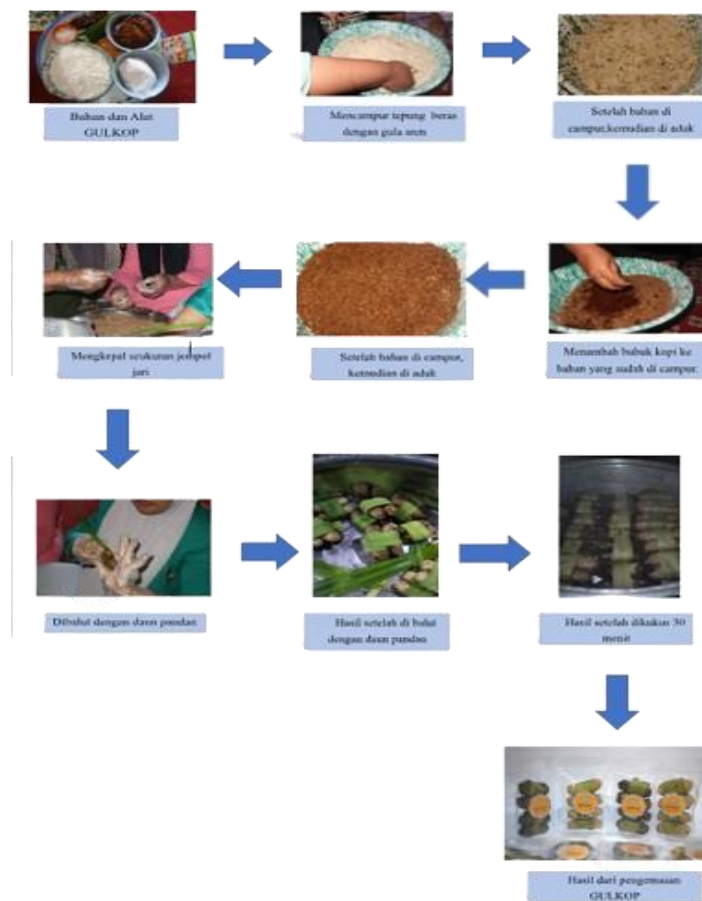 Bahan dan Alat
GULKOP
Mencampur tepung beras
dengan gula aren
Setelah bahan di
campur,kemudian di aduk
Menambah bubuk kopi ke
bahan yang sudah di campur.
Setelah bahan di campur,
kemudian di aduk
Mengkepal seukuran jempol
jari
Dibalut dengan daun pandan
Hasil setelah di balut
dengan daun pandan
Hasil setelah dikukus 30
menit
Hasil dari pengemasan
GULKOP